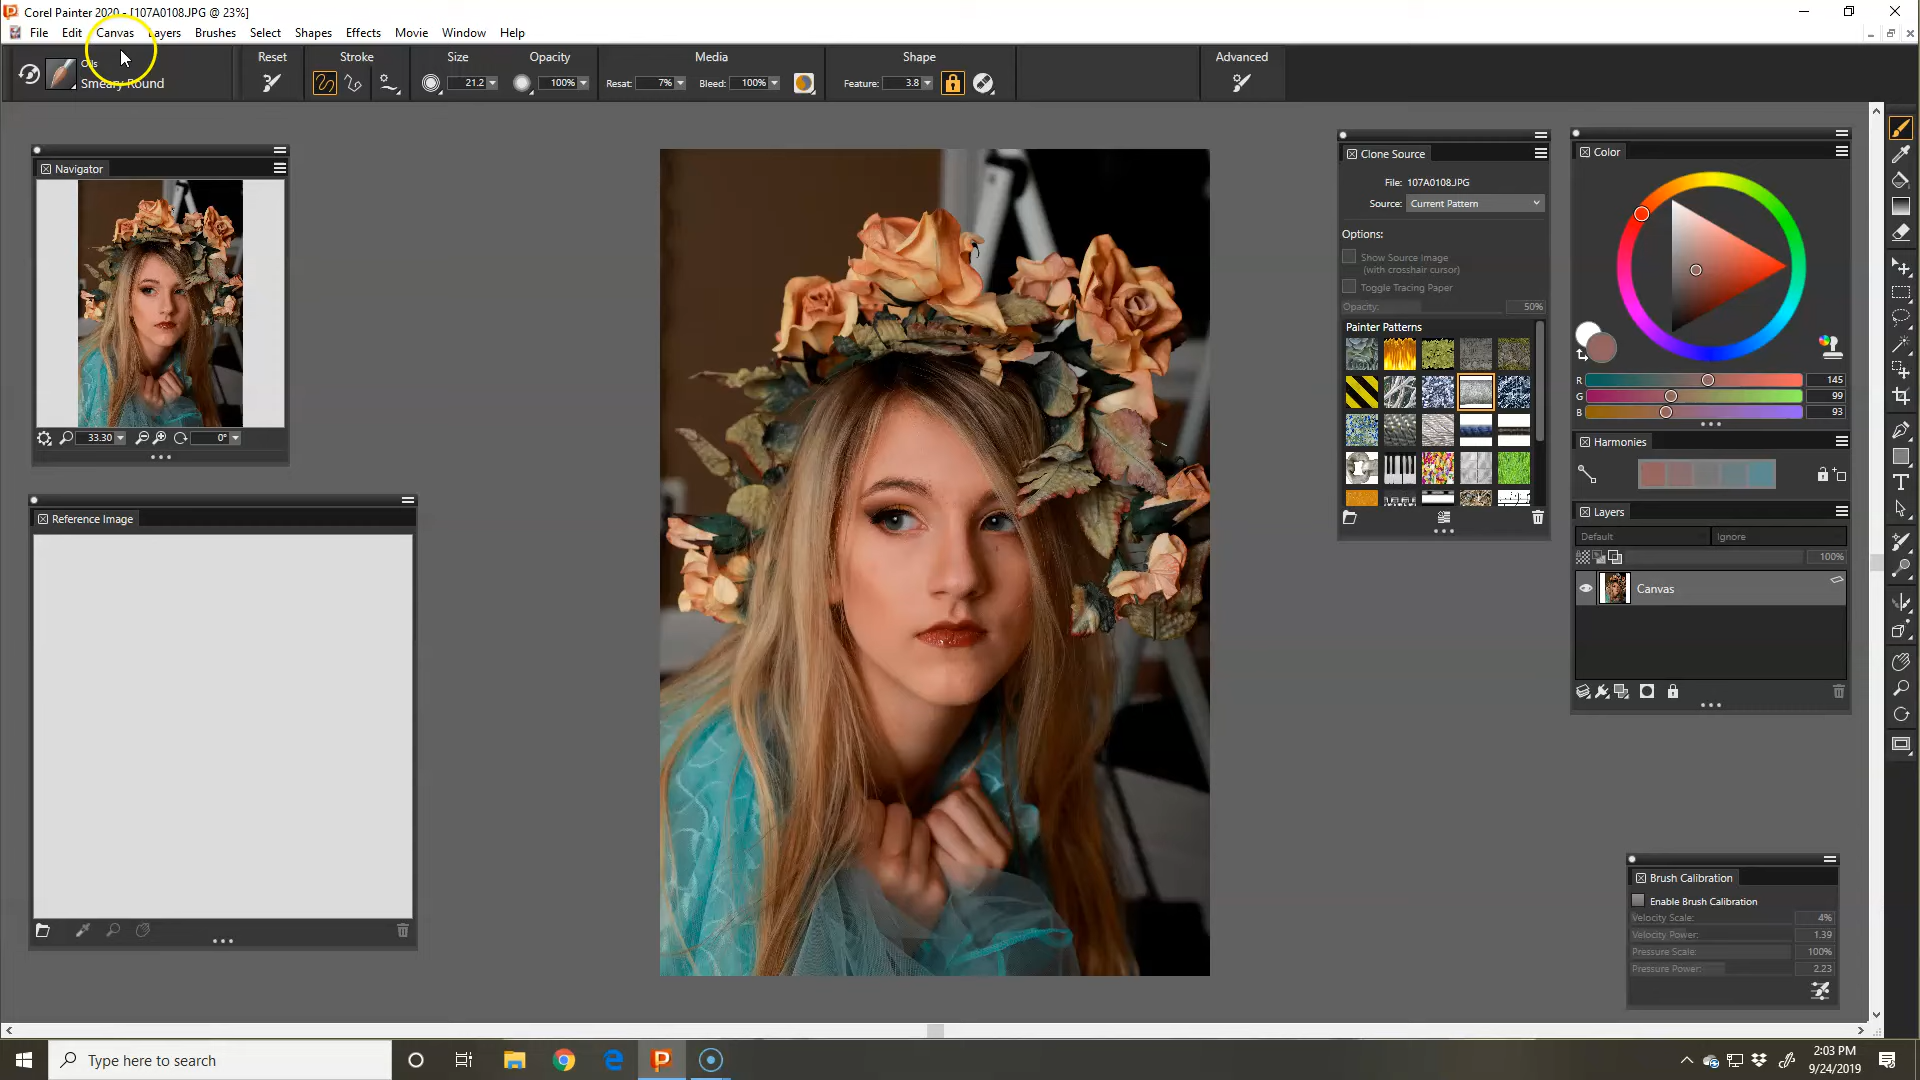 Corel Painter 2020 - [107A0108.JPG @ 23%]
File Edit Canvas Layers Brushes Select Shapes Effects Movie Window Help
Oils
Smeary Round
Reset
Stroke
Size
21.2
Opacity
100%
Media
Resat: 7% Bleed: 100%
Shape
Feature: 3.8
Advanced
Navigator
33.30 0°
Reference Image
Clone Source
File: 107A0108.JPG
Source: Current Pattern
Options:
Show Source Image
(with crosshair cursor)
Toggle Tracing Paper
Opacity: 50%
Painter Patterns
Color
R 145
G 99
B 93
Harmonies
Layers
Default Ignore
100%
Canvas
Brush Calibration
Enable Brush Calibration
Velocity Scale: 4%
Velocity Power: 1.39
Pressure Scale: 100%
Pressure Power: 2.23
Type here to search
2:03 PM
9/24/2019